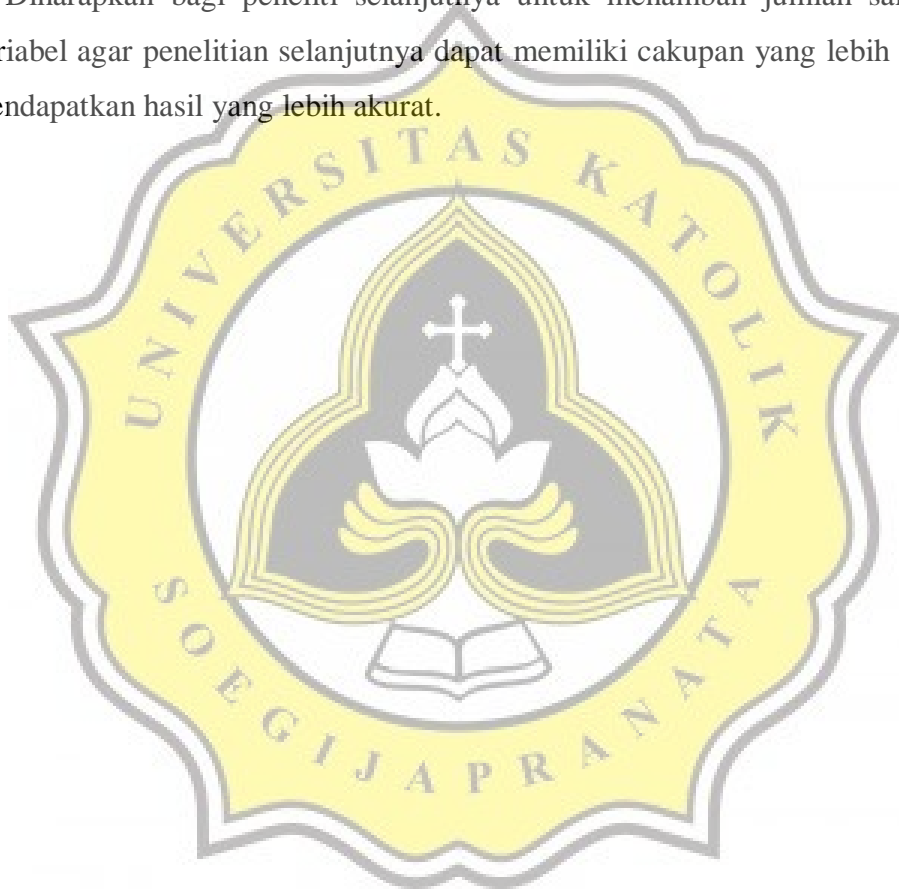 Diharapkan bagi peneliti selanjutnya untuk menambah jumlah
riabel agar penelitian selanjutnya dapat memiliki cakupan yang lebih
endapatkan hasil yang lebih akurat.
UNIVERSITAS KATOLIK
SOEGIJAPRANATA